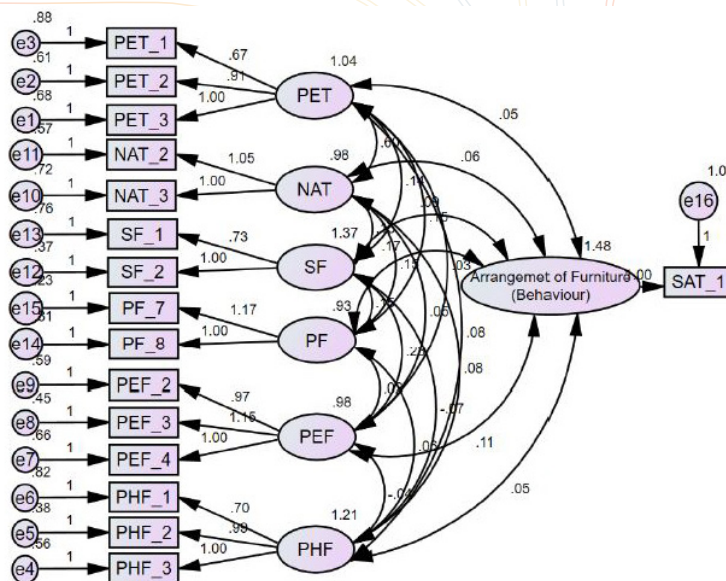 .88
e3 1 PET_1 .67
.61
e2 1 PET_2 .91
.68
e1 1 PET_3 1.00
PET 1.04
.57
e11 1 NAT_2 1.05
.72
e10 1 NAT_3 1.00
NAT .98
.76
e13 1 SF_1 .73
.37
e12 1 SF_2 1.00
SF 1.37
.23
e15 1 PF_7 1.17
e14 1 PF_8 1.00
PF .93
.59
e9 1 PEF_2 .97
.45
e8 1 PEF_3 1.15
.66
e7 1 PEF_4 1.00
PEF .98
.82
e6 1 PHF_1 .70
.38
e5 1 PHF_2 .99
.56
e4 1 PHF_3 1.00
PHF 1.21
.05
.06
.03
.11
.05
.14
.09
.15
.17
.05
.08
.08
-.07
.06
-.04
1.48
Arrangemet of Furniture
(Behaviour)
SAT_1
e16
1